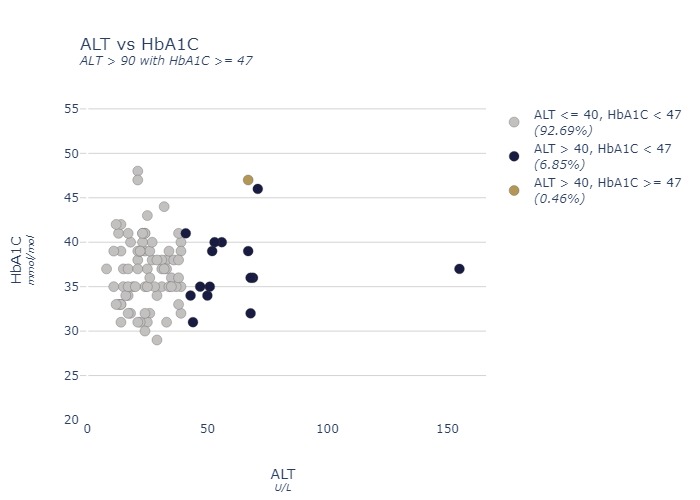 ALT vs HbA1C
ALT > 90 with HbA1C >= 47
55
50
45
40
35
30
25
20
0
50
100
150
HbA1C
mmol/mol
ALT
U/L
ALT <= 40, HbA1C < 47
(92.69%)
ALT > 40, HbA1C < 47
(6.85%)
ALT > 40, HbA1C >= 47
(0.46%)